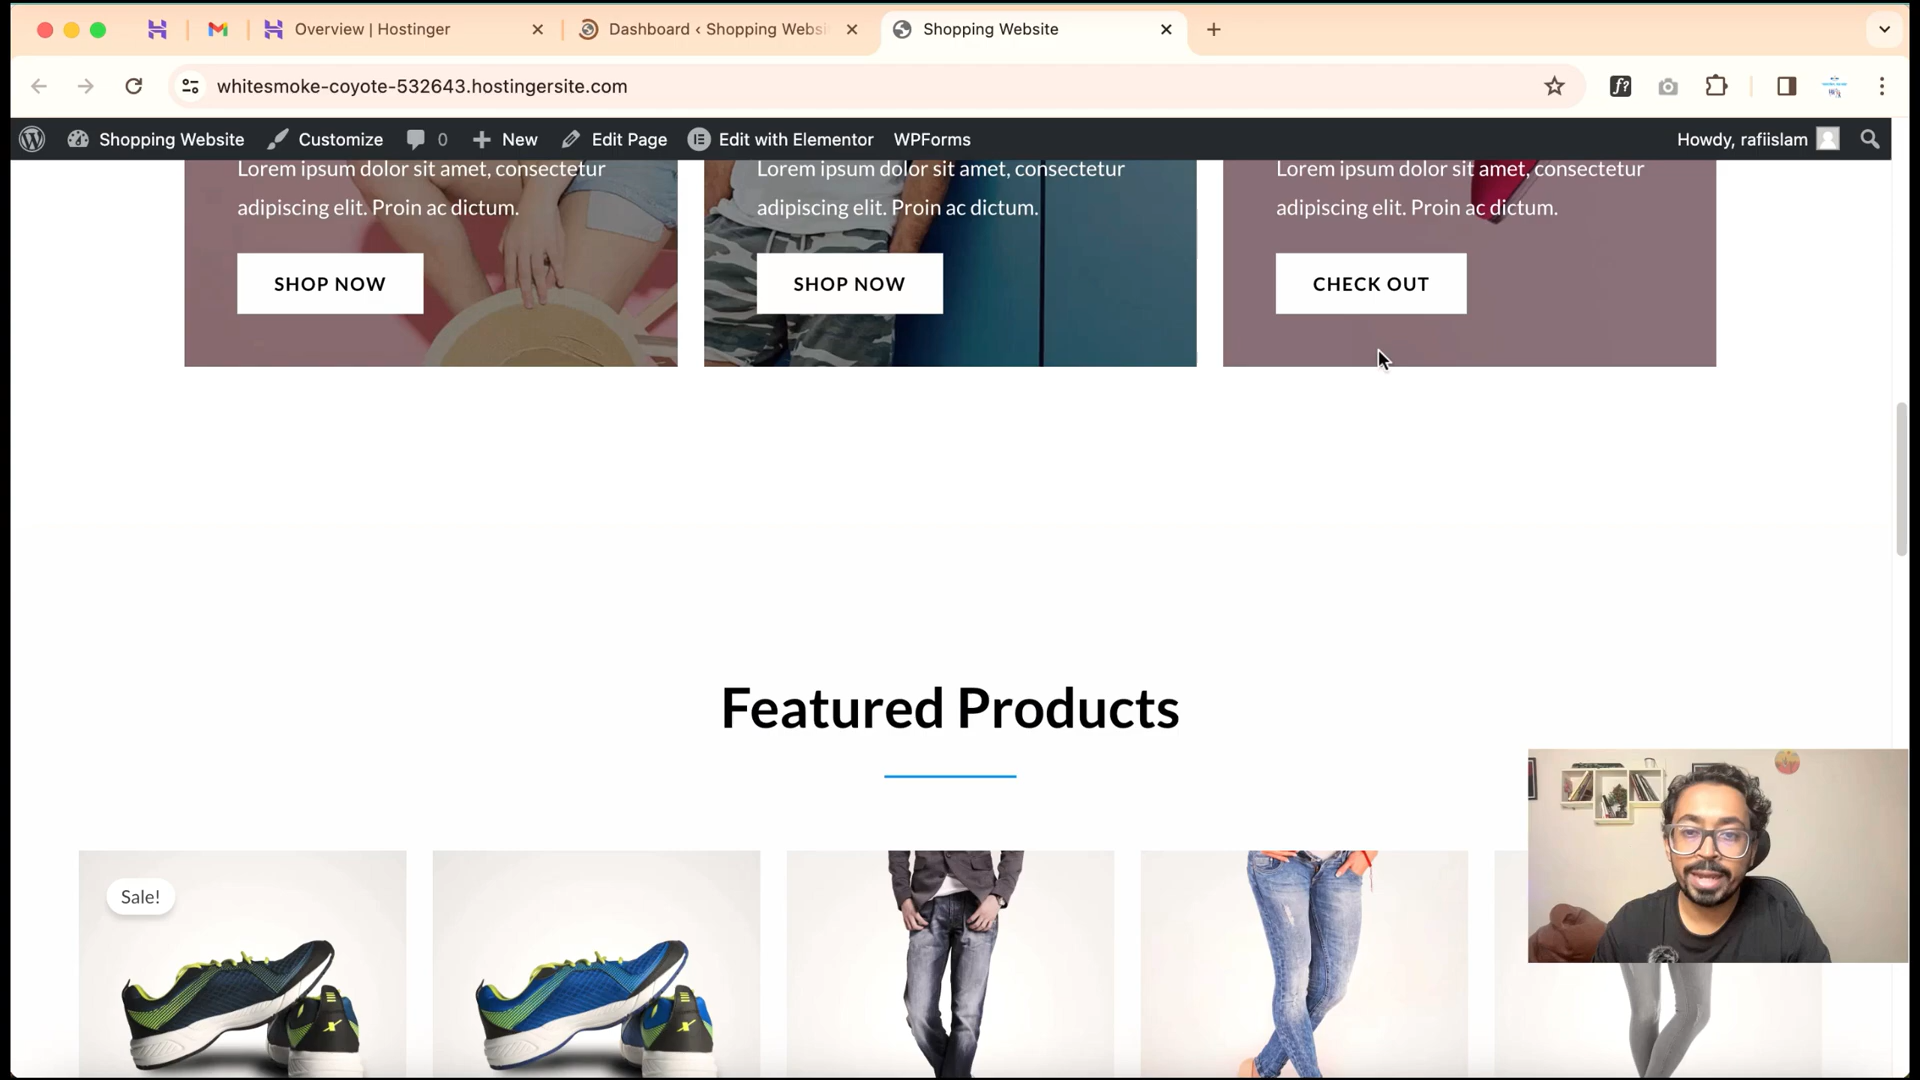 Overview | Hostinger
Dashboard ‹ Shopping Websi
Shopping Website
whitesmoke-coyote-532643.hostingersite.com
f?
Shopping Website
Customize
0
New
Edit Page
Edit with Elementor
WPForms
Howdy, rafiislam
Lorem ipsum dolor sit amet, consectetur
adipiscing elit. Proin ac dictum.
SHOP NOW
Lorem ipsum dolor sit amet, consectetur
adipiscing elit. Proin ac dictum.
SHOP NOW
Lorem ipsum dolor sit amet, consectetur
adipiscing elit. Proin ac dictum.
CHECK OUT
Featured Products
Sale!